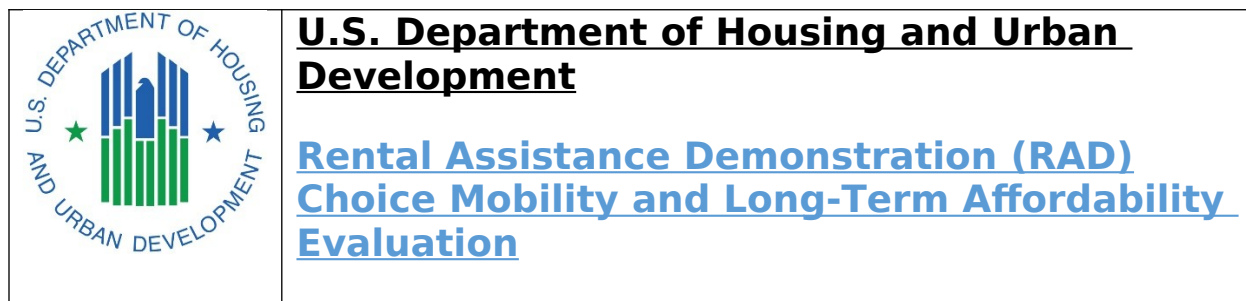 U.S. DEPARTMENT OF HOUSING
AND URBAN DEVELOPMENT
U.S. Department of Housing and Urban
Development
Rental Assistance Demonstration (RAD)
Choice Mobility and Long-Term Affordability
Evaluation